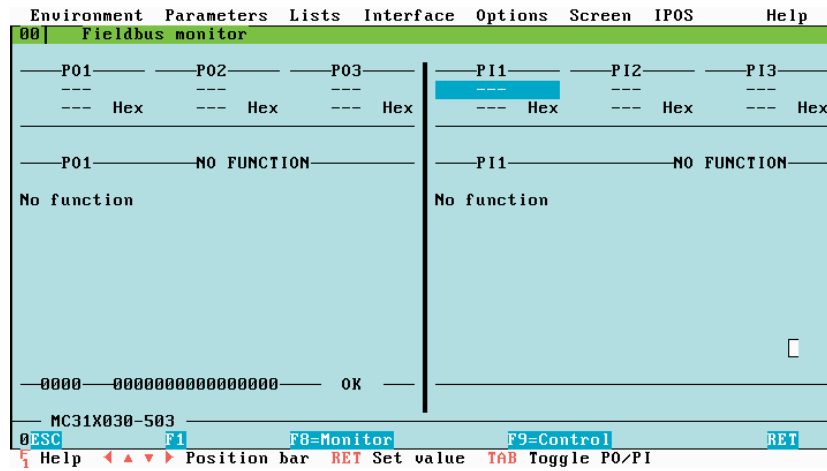 Environment Parameters Lists Interface Options Screen IPOS Help
00 Fieldbus monitor
PO1 PO2 PO3 PI1 PI2 PI3
--- --- --- --- --- ---
--- Hex --- Hex --- Hex --- Hex --- Hex --- Hex
PO1 NO FUNCTION PI1 NO FUNCTION
No function No function
0000 0000000000000000 OK
MC31X030-503
0 ESC F1 F8=Monitor F9=Control RET
F1 Help ◀ ▲ ▼ ▶ Position bar RET Set value TAB Toggle PO/PI